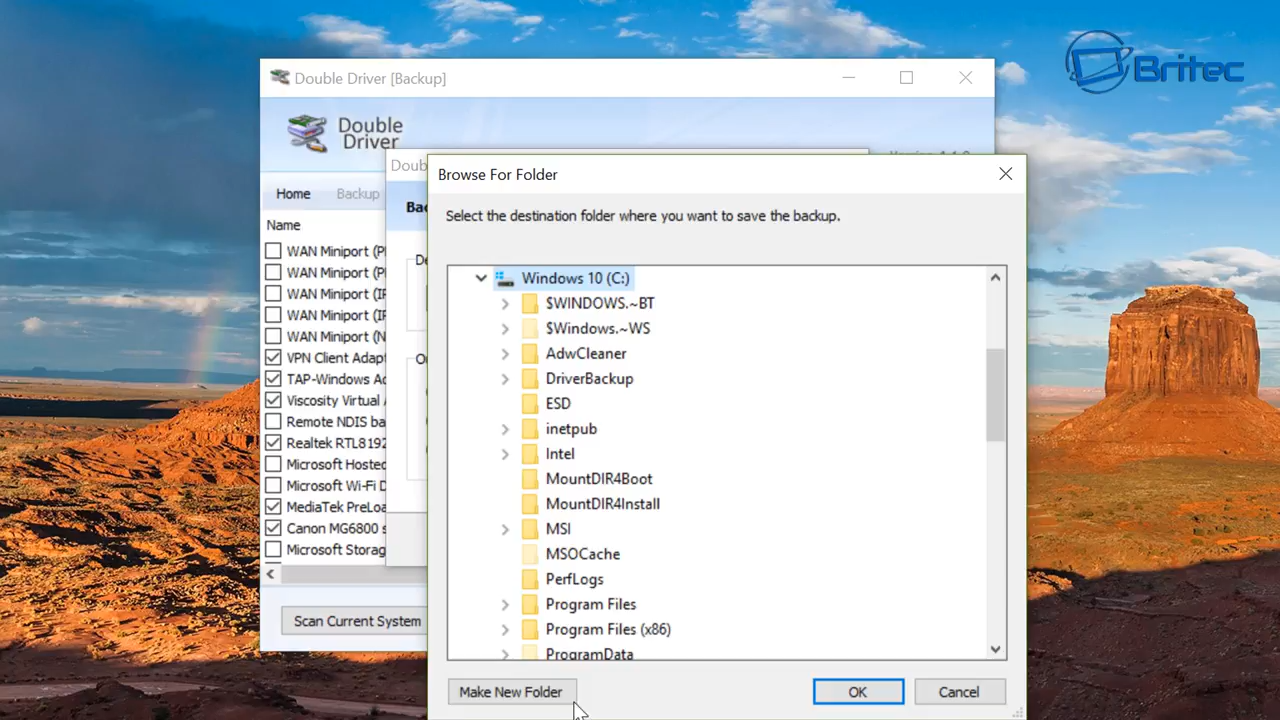 Britec
Double Driver [Backup]
Double
Driver
Home
Backup
Doub
Browse For Folder
Select the destination folder where you want to save the backup.
Name
WAN Miniport (P
WAN Miniport (P
WAN Miniport (IP
WAN Miniport (IP
WAN Miniport (N
VPN Client Adapt
TAP-Windows Ad
Viscosity Virtual
Remote NDIS ba
Realtek RTL8192
Microsoft Hosted
Microsoft Wi-Fi D
MediaTek PreLoa
Canon MG6800 s
Microsoft Storag
Windows 10 (C:)
$WINDOWS.~BT
$Windows.~WS
AdwCleaner
DriverBackup
ESD
inetpub
Intel
MountDIR4Boot
MountDIR4Install
MSI
MSOCache
PerfLogs
Program Files
Program Files (x86)
ProgramData
Scan Current System
Make New Folder
OK
Cancel